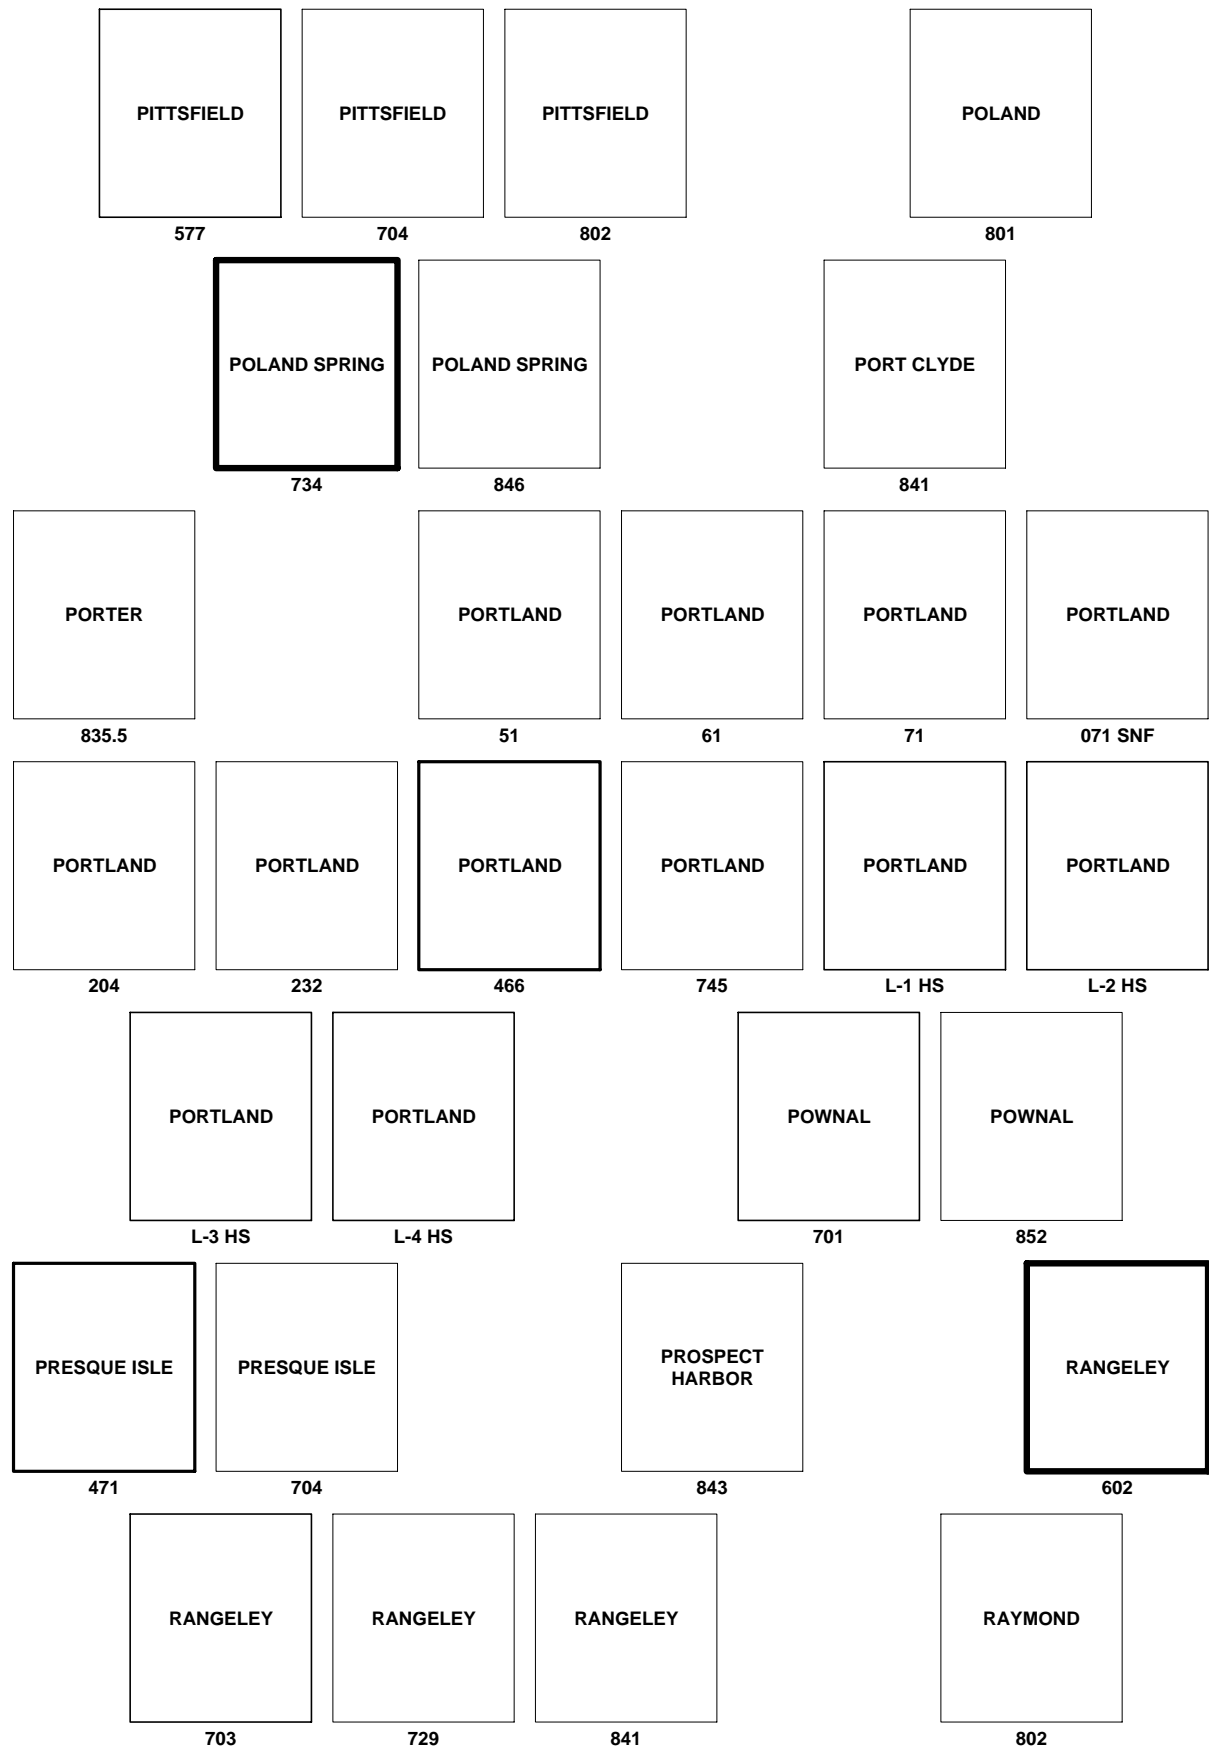 PITTSFIELD PITTSFIELD PITTSFIELD POLAND
577 704 802 801
POLAND SPRING POLAND SPRING PORT CLYDE
734 846 841
PORTER PORTLAND PORTLAND PORTLAND PORTLAND
835.5 51 61 71 071 SNF
PORTLAND PORTLAND PORTLAND PORTLAND PORTLAND PORTLAND
204 232 466 745 L-1 HS L-2 HS
PORTLAND PORTLAND POWNAL POWNAL
L-3 HS L-4 HS 701 852
PRESQUE ISLE PRESQUE ISLE PROSPECT HARBOR RANGELEY
471 704 843 602
RANGELEY RANGELEY RANGELEY RAYMOND
703 729 841 802